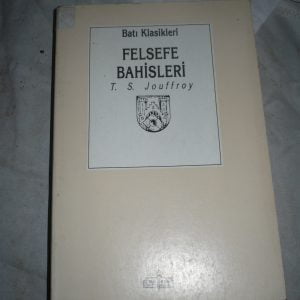 Batı Klasikleri
FELSEFE
BAHİSLERİ
T. S. Jouffroy